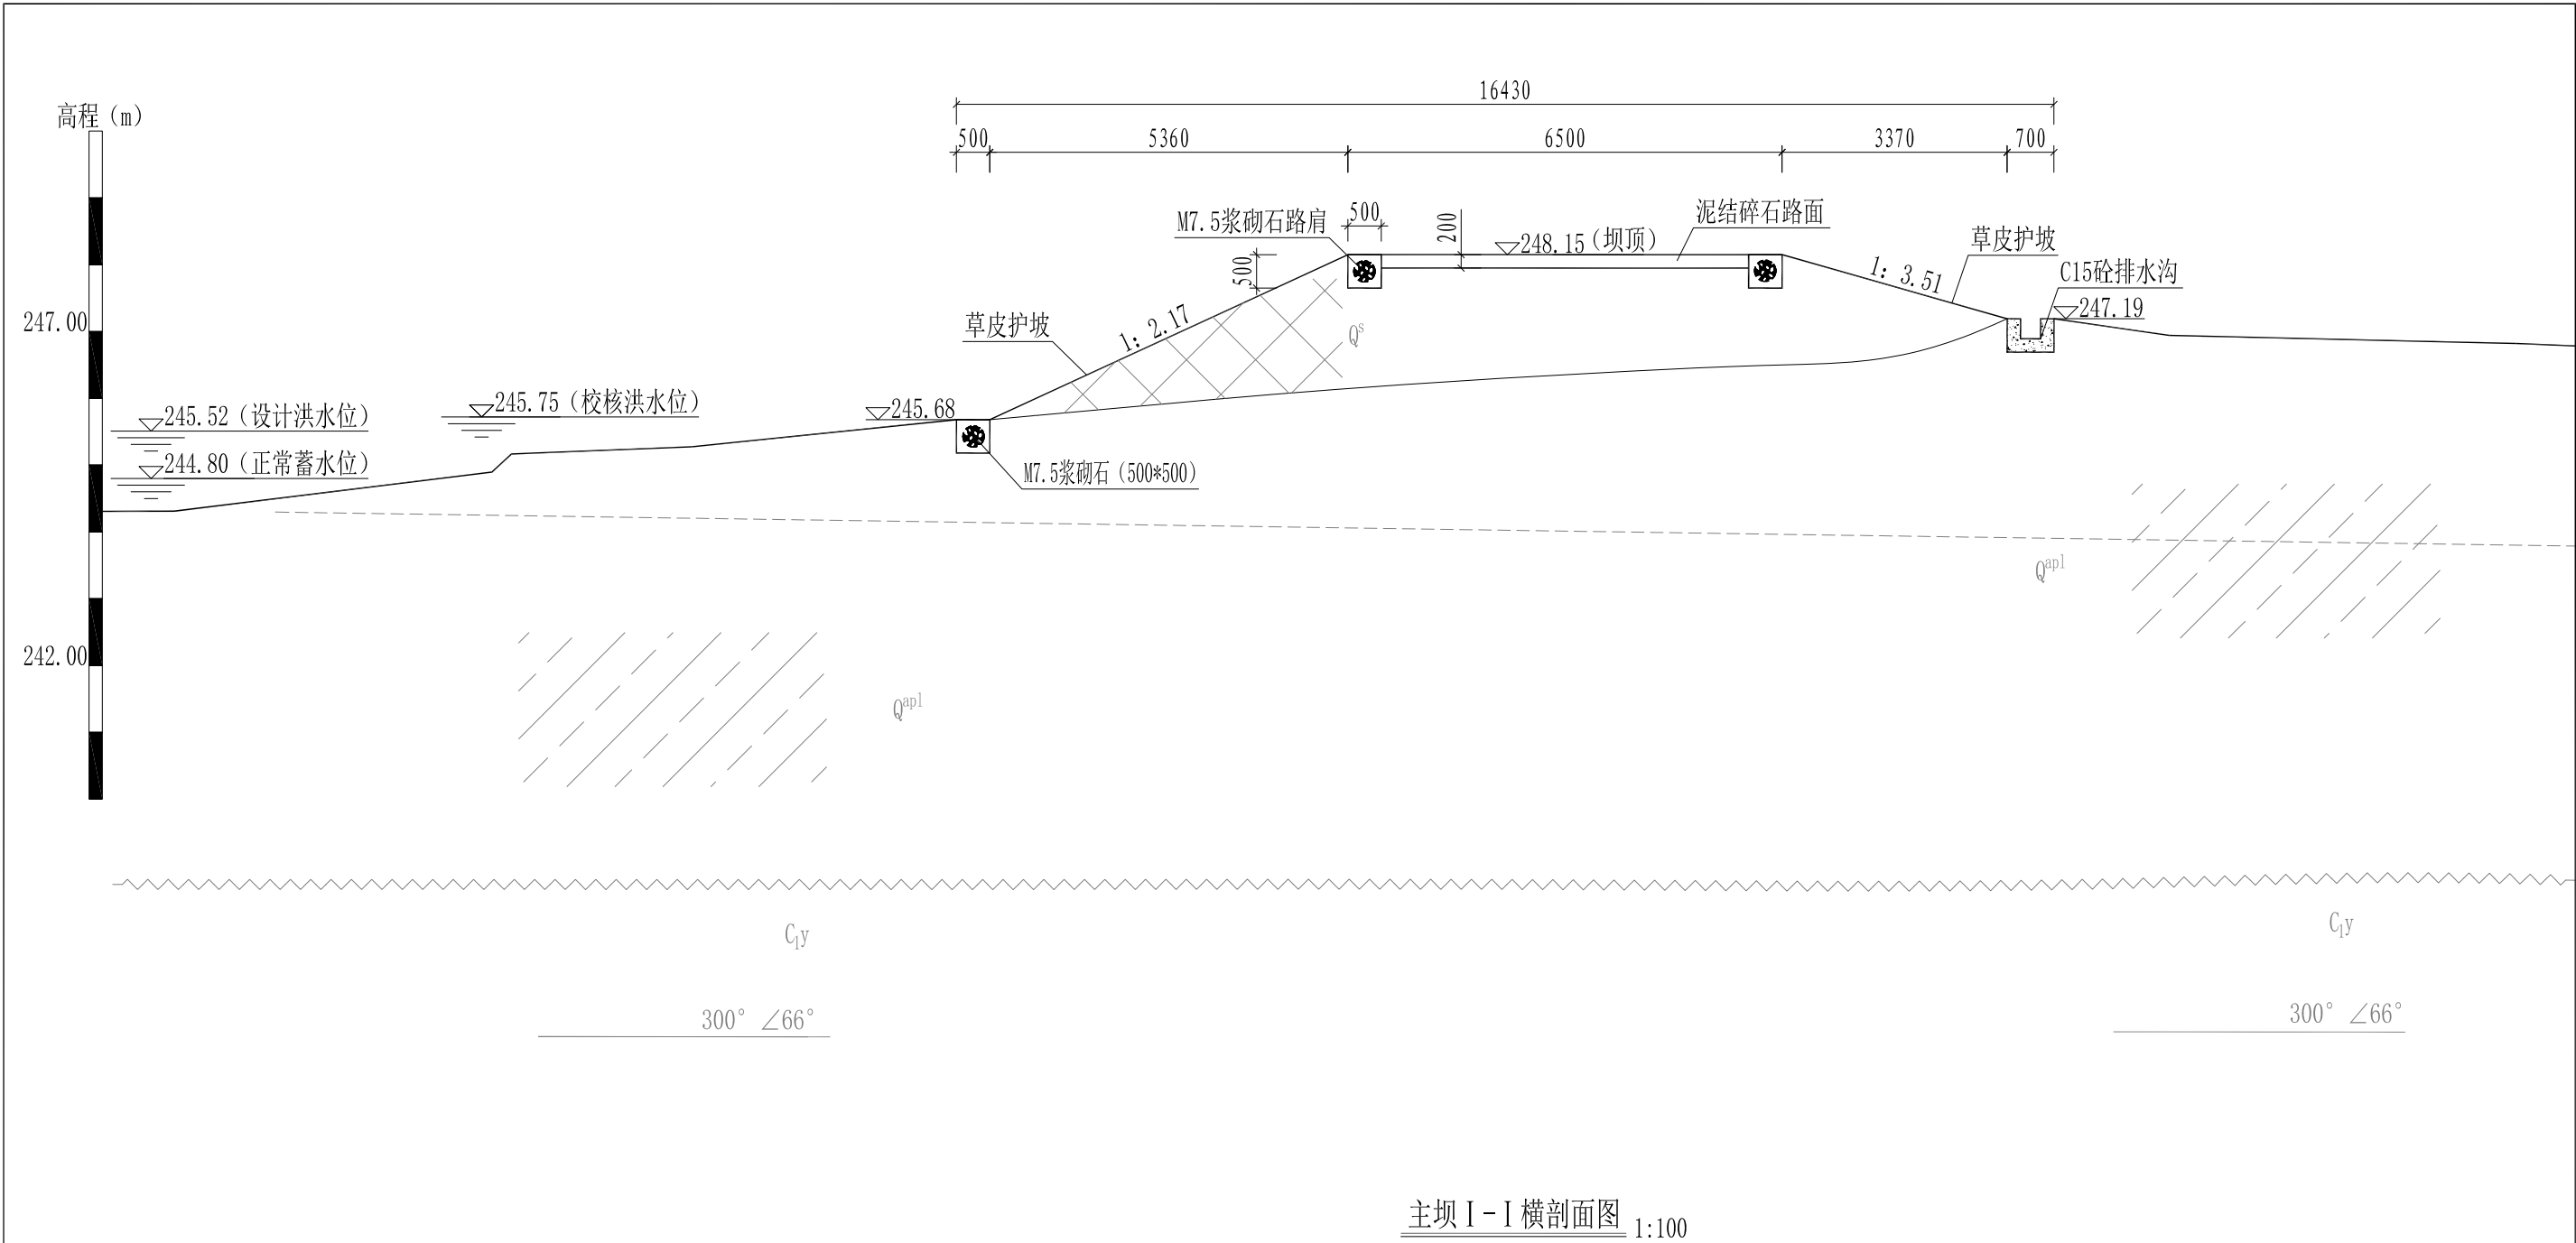 16430
高程（m）
500 5360 6500 3370 700
M7.5浆砌石路肩 500 200 泥结碎石路面
248.15（坝顶） 草皮护坡
500 1: 3.51 C15砼排水沟
247.19
247.00 草皮护坡 1: 2.17 Qs
245.52（设计洪水位） 245.75（校核洪水位） 245.68
244.80（正常蓄水位） M7.5浆砌石（500*500）
Qapl
242.00
Qapl
C1y C1y
300° ∠66° 300° ∠66°
主坝Ⅰ-Ⅰ横剖面图 1:100